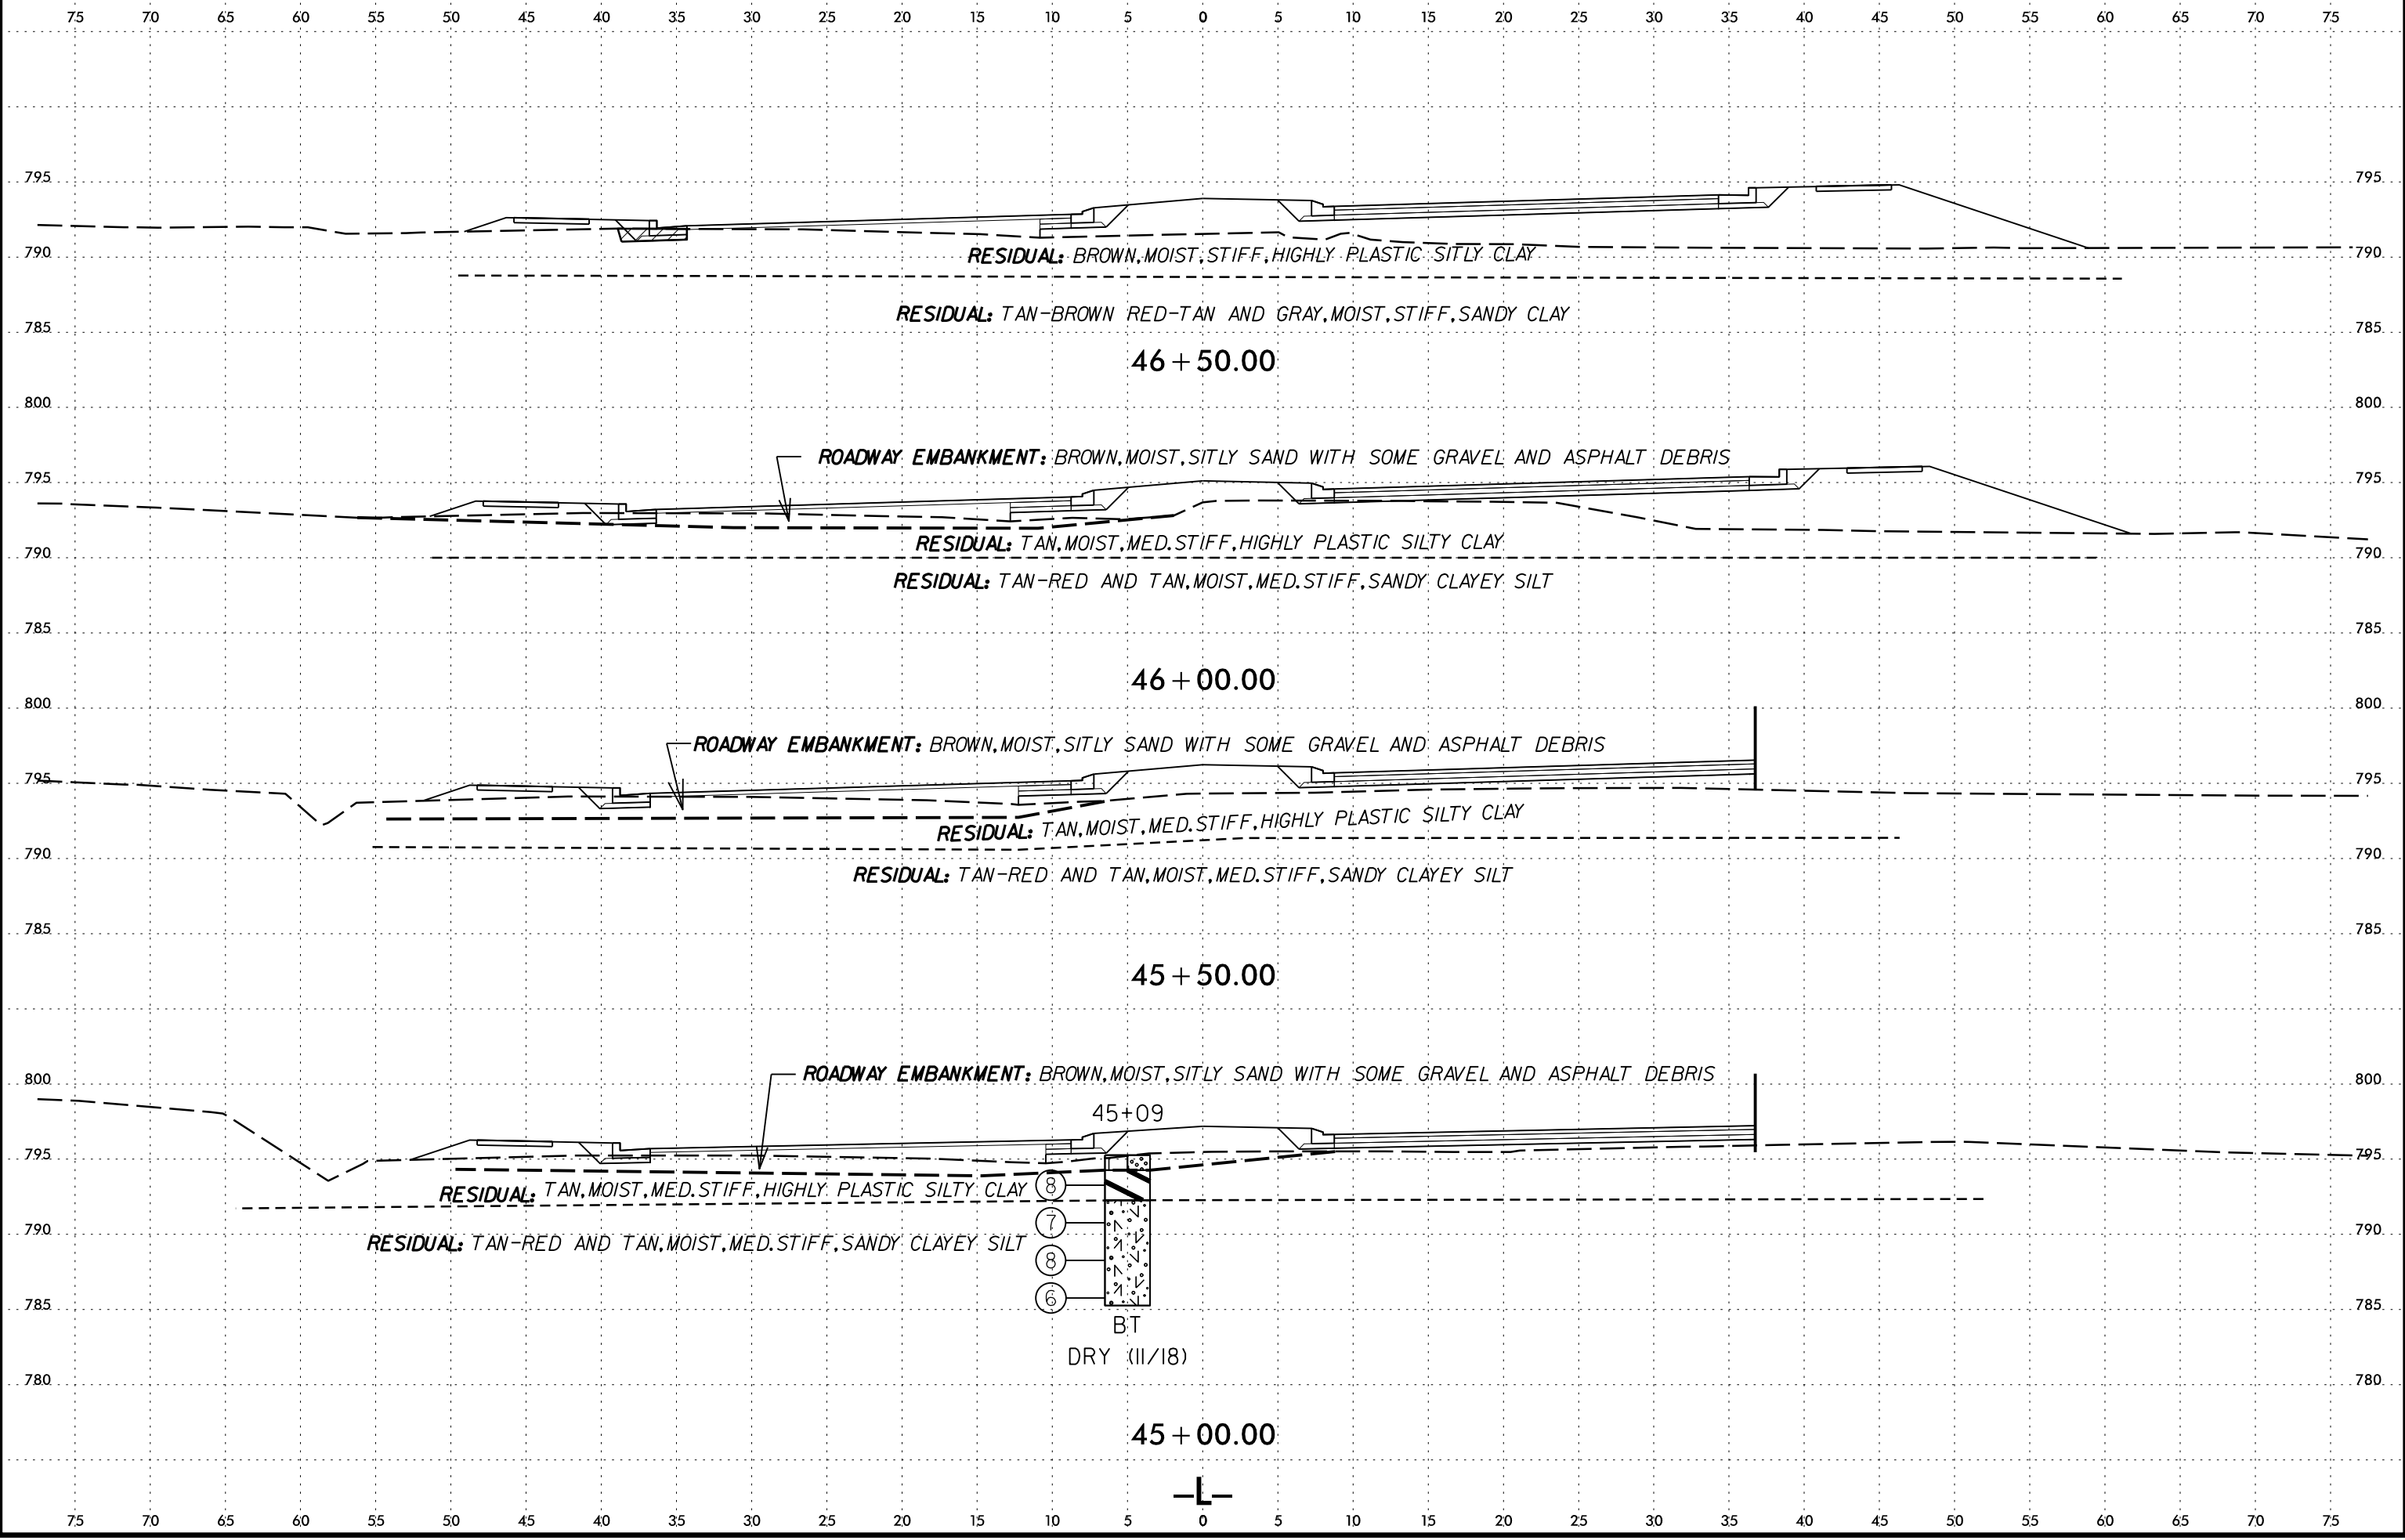 75 70 65 60 55 50 45 40 35 30 25 20 15 10 5 0 5 10 15 20 25 30 35 40 45 50 55 60 65 70 75
795 795
790 790
RESIDUAL: BROWN,MOIST,STIFF,HIGHLY PLASTIC SITLY CLAY
RESIDUAL: TAN-BROWN RED-TAN AND GRAY,MOIST,STIFF,SANDY CLAY
785 785
46+50.00
800 800
ROADWAY EMBANKMENT: BROWN,MOIST,SITLY SAND WITH SOME GRAVEL AND ASPHALT DEBRIS
795 795
RESIDUAL: TAN,MOIST,MED.STIFF,HIGHLY PLASTIC SILTY CLAY
790 790
RESIDUAL: TAN-RED AND TAN,MOIST,MED.STIFF,SANDY CLAYEY SILT
785 785
46+00.00
800 800
ROADWAY EMBANKMENT: BROWN,MOIST,SITLY SAND WITH SOME GRAVEL AND ASPHALT DEBRIS
795 795
RESIDUAL: TAN,MOIST,MED.STIFF,HIGHLY PLASTIC SILTY CLAY
790 790
RESIDUAL: TAN-RED AND TAN,MOIST,MED.STIFF,SANDY CLAYEY SILT
785 785
45+50.00
800 800
ROADWAY EMBANKMENT: BROWN,MOIST,SITLY SAND WITH SOME GRAVEL AND ASPHALT DEBRIS
45+09
795 795
RESIDUAL: TAN,MOIST,MED.STIFF,HIGHLY PLASTIC SILTY CLAY 8
7
790 790
RESIDUAL: TAN-RED AND TAN,MOIST,MED.STIFF,SANDY CLAYEY SILT
8
6
785 785
BT
DRY (11/18)
780 780
45+00.00
-L-
75 70 65 60 55 50 45 40 35 30 25 20 15 10 5 0 5 10 15 20 25 30 35 40 45 50 55 60 65 70 75